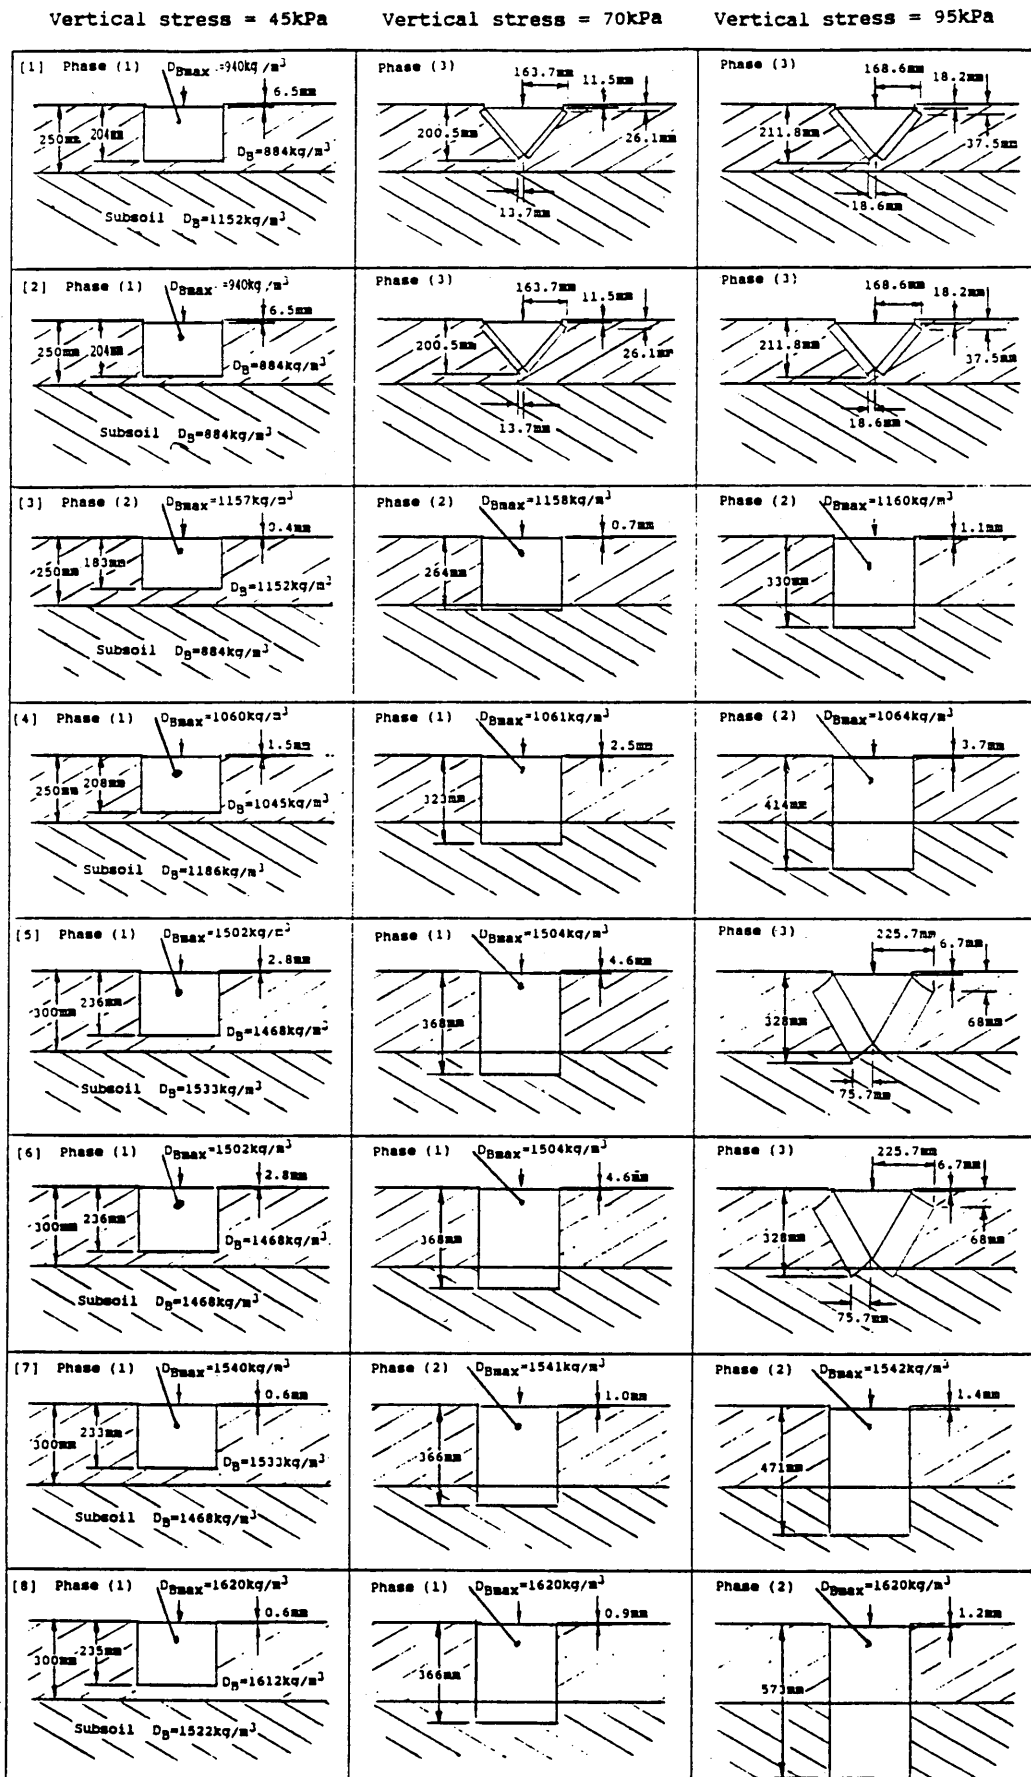 Vertical stress = 45kPa
Vertical stress = 70kPa
Vertical stress = 95kPa
[1] Phase (1) DBmax=940kg/m3
6.5mm
250mm
204mm
DB=884kg/m3
Subsoil DB=1152kg/m3
Phase (3)
163.7mm
11.5mm
200.5mm
26.1mm
13.7mm
Phase (3)
168.6mm
18.2mm
211.8mm
37.5mm
18.6mm
[2] Phase (1) DBmax=940kg/m3
6.5mm
250mm
204mm
DB=884kg/m3
Subsoil DB=884kg/m3
Phase (3)
163.7mm
11.5mm
200.5mm
26.1mm
13.7mm
Phase (3)
168.6mm
18.2mm
211.8mm
37.5mm
18.6mm
[3] Phase (2) DBmax=1157kg/m3
0.4mm
250mm
183mm
DB=1152kg/m3
Subsoil DB=884kg/m3
Phase (2) DBmax=1158kg/m3
0.7mm
264mm
Phase (2) DBmax=1160kg/m3
1.1mm
330mm
[4] Phase (1) DBmax=1060kg/m3
1.5mm
250mm
208mm
DB=1045kg/m3
Subsoil DB=1186kg/m3
Phase (1) DBmax=1061kg/m3
2.5mm
323mm
Phase (2) DBmax=1064kg/m3
3.7mm
414mm
[5] Phase (1) DBmax=1502kg/m3
2.8mm
300mm
236mm
DB=1468kg/m3
Subsoil DB=1533kg/m3
Phase (1) DBmax=1504kg/m3
4.6mm
368mm
Phase (3)
225.7mm
6.7mm
328mm
68mm
75.7mm
[6] Phase (1) DBmax=1502kg/m3
2.8mm
300mm
236mm
DB=1468kg/m3
Subsoil DB=1468kg/m3
Phase (1) DBmax=1504kg/m3
4.6mm
368mm
Phase (3)
225.7mm
6.7mm
328mm
68mm
75.7mm
[7] Phase (1) DBmax=1540kg/m3
0.6mm
300mm
233mm
DB=1533kg/m3
Subsoil DB=1468kg/m3
Phase (2) DBmax=1541kg/m3
1.0mm
366mm
Phase (2) DBmax=1542kg/m3
1.4mm
471mm
[8] Phase (1) DBmax=1620kg/m3
0.6mm
300mm
235mm
DB=1612kg/m3
Subsoil DB=1522kg/m3
Phase (1) DBmax=1620kg/m3
0.9mm
366mm
Phase (2) DBmax=1620kg/m3
1.2mm
573mm